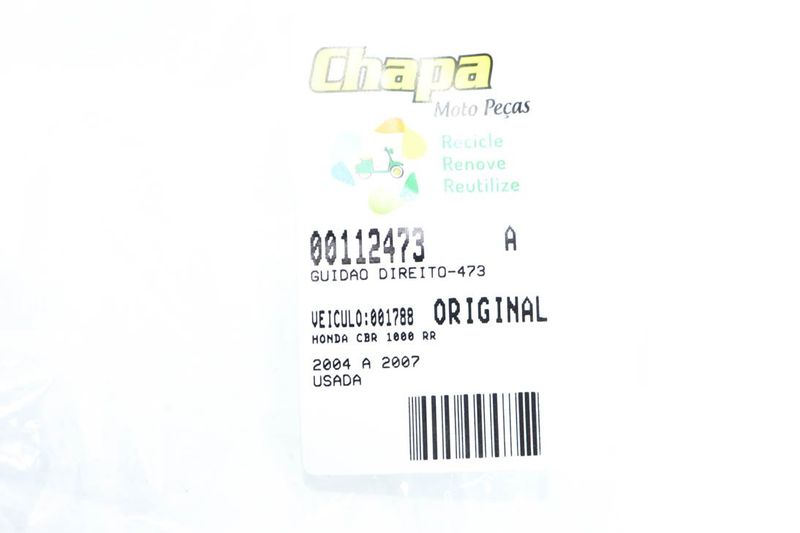 Chapa
Moto Peças
Recicle
Renove
Reutilize
00112473 A
GUIDAO DIREITO-473
VEICULO:001788 ORIGINAL
HONDA CBR 1000 RR
2004 A 2007
USADA